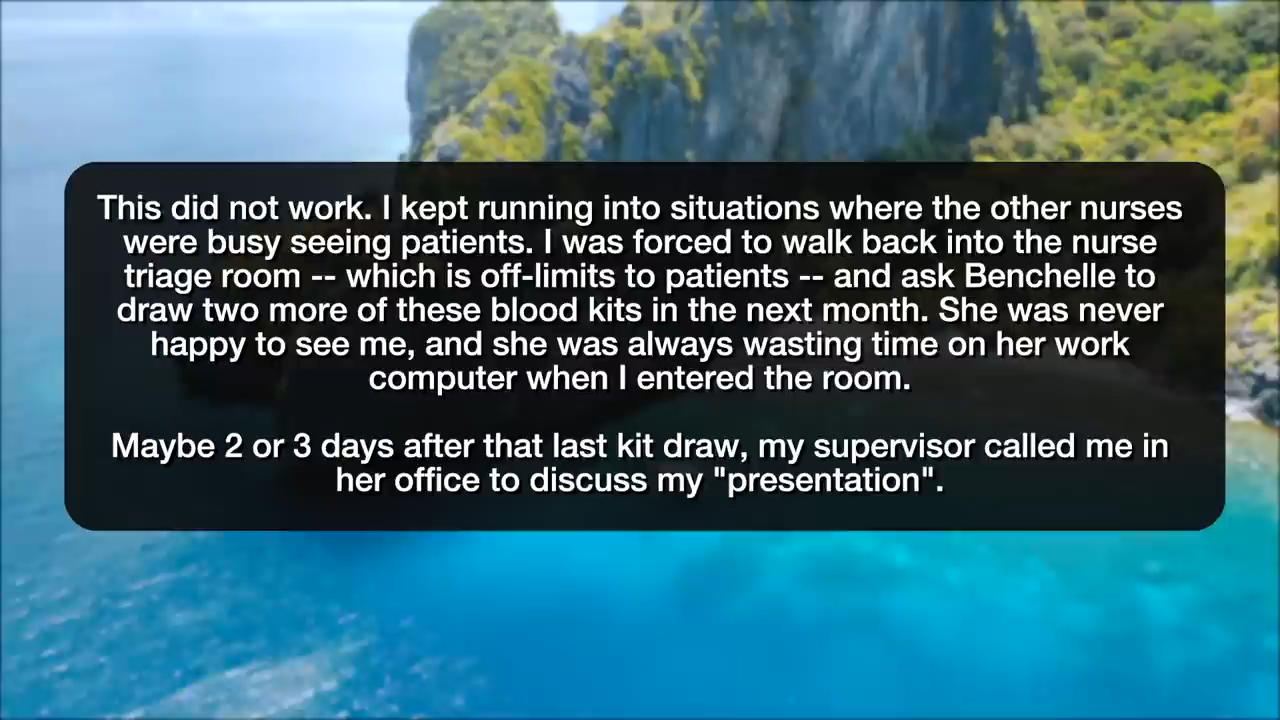 This did not work. I kept running into situations where the other nurses
were busy seeing patients. I was forced to walk back into the nurse
triage room -- which is off-limits to patients -- and ask Benchelle to
draw two more of these blood kits in the next month. She was never
happy to see me, and she was always wasting time on her work
computer when I entered the room.
Maybe 2 or 3 days after that last kit draw, my supervisor called me in
her office to discuss my "presentation".